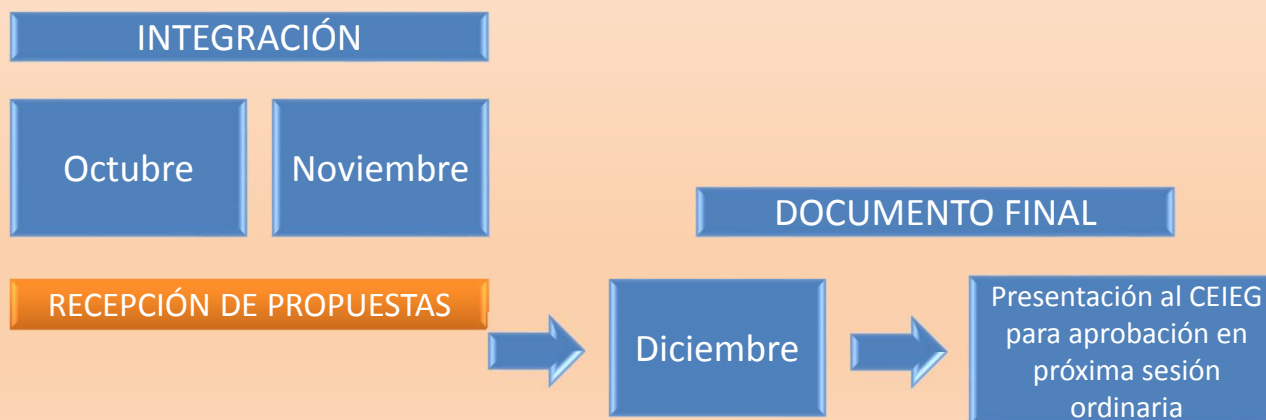 INTEGRACIÓN
Octubre
Noviembre
RECEPCIÓN DE PROPUESTAS
DOCUMENTO FINAL
Diciembre
Presentación al CEIEG
para aprobación en
próxima sesión
ordinaria